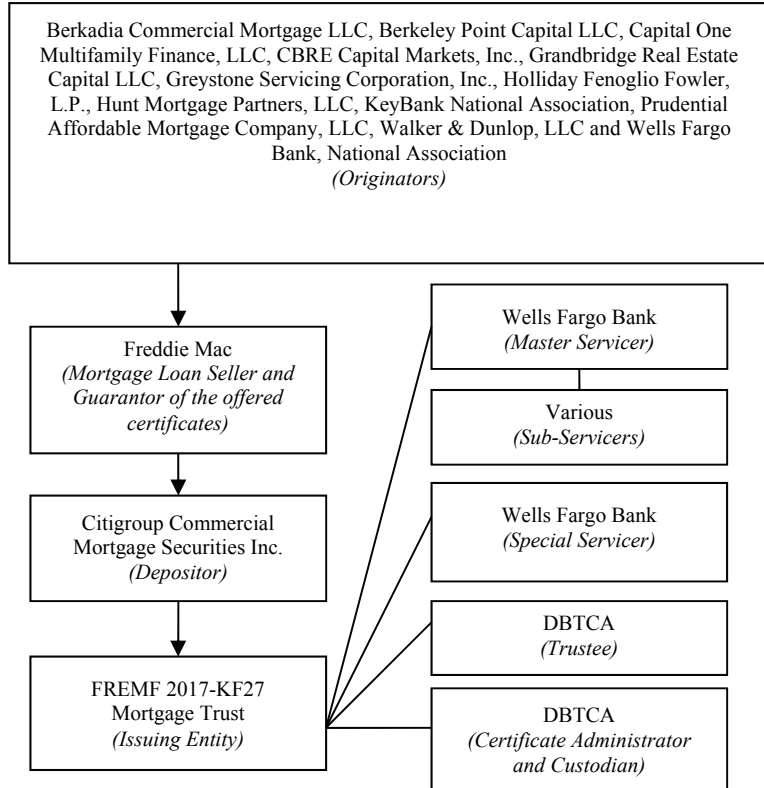 Berkadia Commercial Mortgage LLC, Berkeley Point Capital LLC, Capital One
Multifamily Finance, LLC, CBRE Capital Markets, Inc., Grandbridge Real Estate
Capital LLC, Greystone Servicing Corporation, Inc., Holliday Fenoglio Fowler,
L.P., Hunt Mortgage Partners, LLC, KeyBank National Association, Prudential
Affordable Mortgage Company, LLC, Walker & Dunlop, LLC and Wells Fargo
Bank, National Association
(Originators)
Freddie Mac
(Mortgage Loan Seller and
Guarantor of the offered
certificates)
Citigroup Commercial
Mortgage Securities Inc.
(Depositor)
FREMF 2017-KF27
Mortgage Trust
(Issuing Entity)
Wells Fargo Bank
(Master Servicer)
Various
(Sub-Servicers)
Wells Fargo Bank
(Special Servicer)
DBTCA
(Trustee)
DBTCA
(Certificate Administrator
and Custodian)